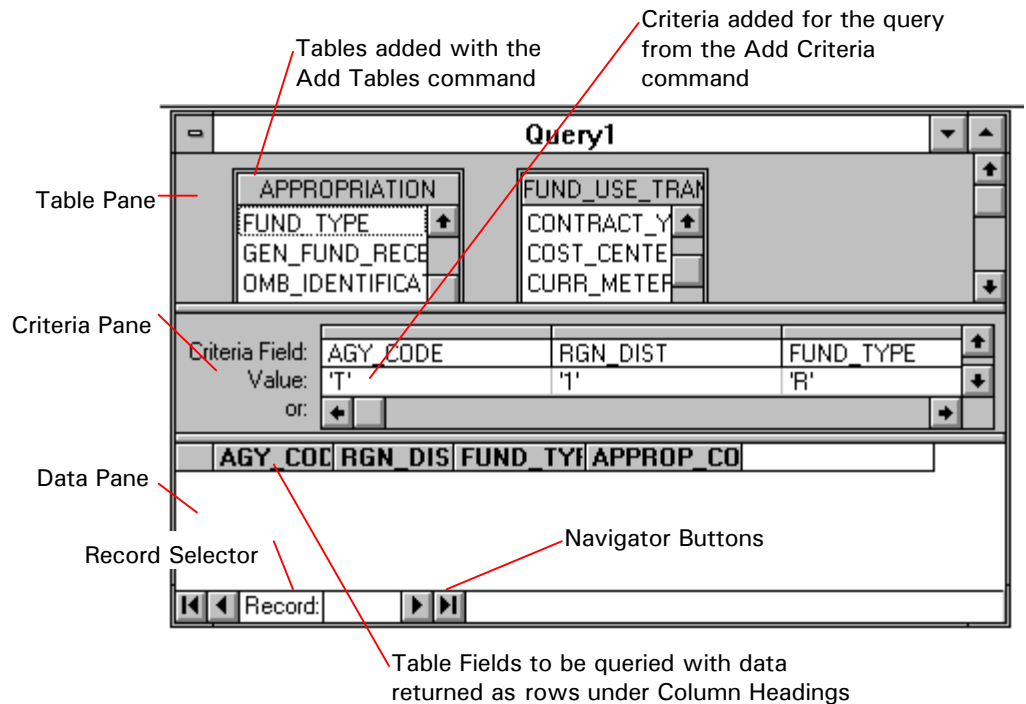 Criteria added for the query
from the Add Criteria
command
Tables added with the
Add Tables command
Query1
Table Pane
APPROPRIATION
FUND_TYPE
GEN_FUND_RECE
OMB_IDENTIFICAT
FUND_USE_TRAN
CONTRACT_Y
COST_CENTE
CURR_METER
Criteria Pane
Criteria Field: AGY_CODE RGN_DIST FUND_TYPE
Value: 'T' '1' 'R'
or:
AGY_COD RGN_DIS FUND_TYP APPROP_CO
Data Pane
Record Selector
Navigator Buttons
Record:
Table Fields to be queried with data
returned as rows under Column Headings